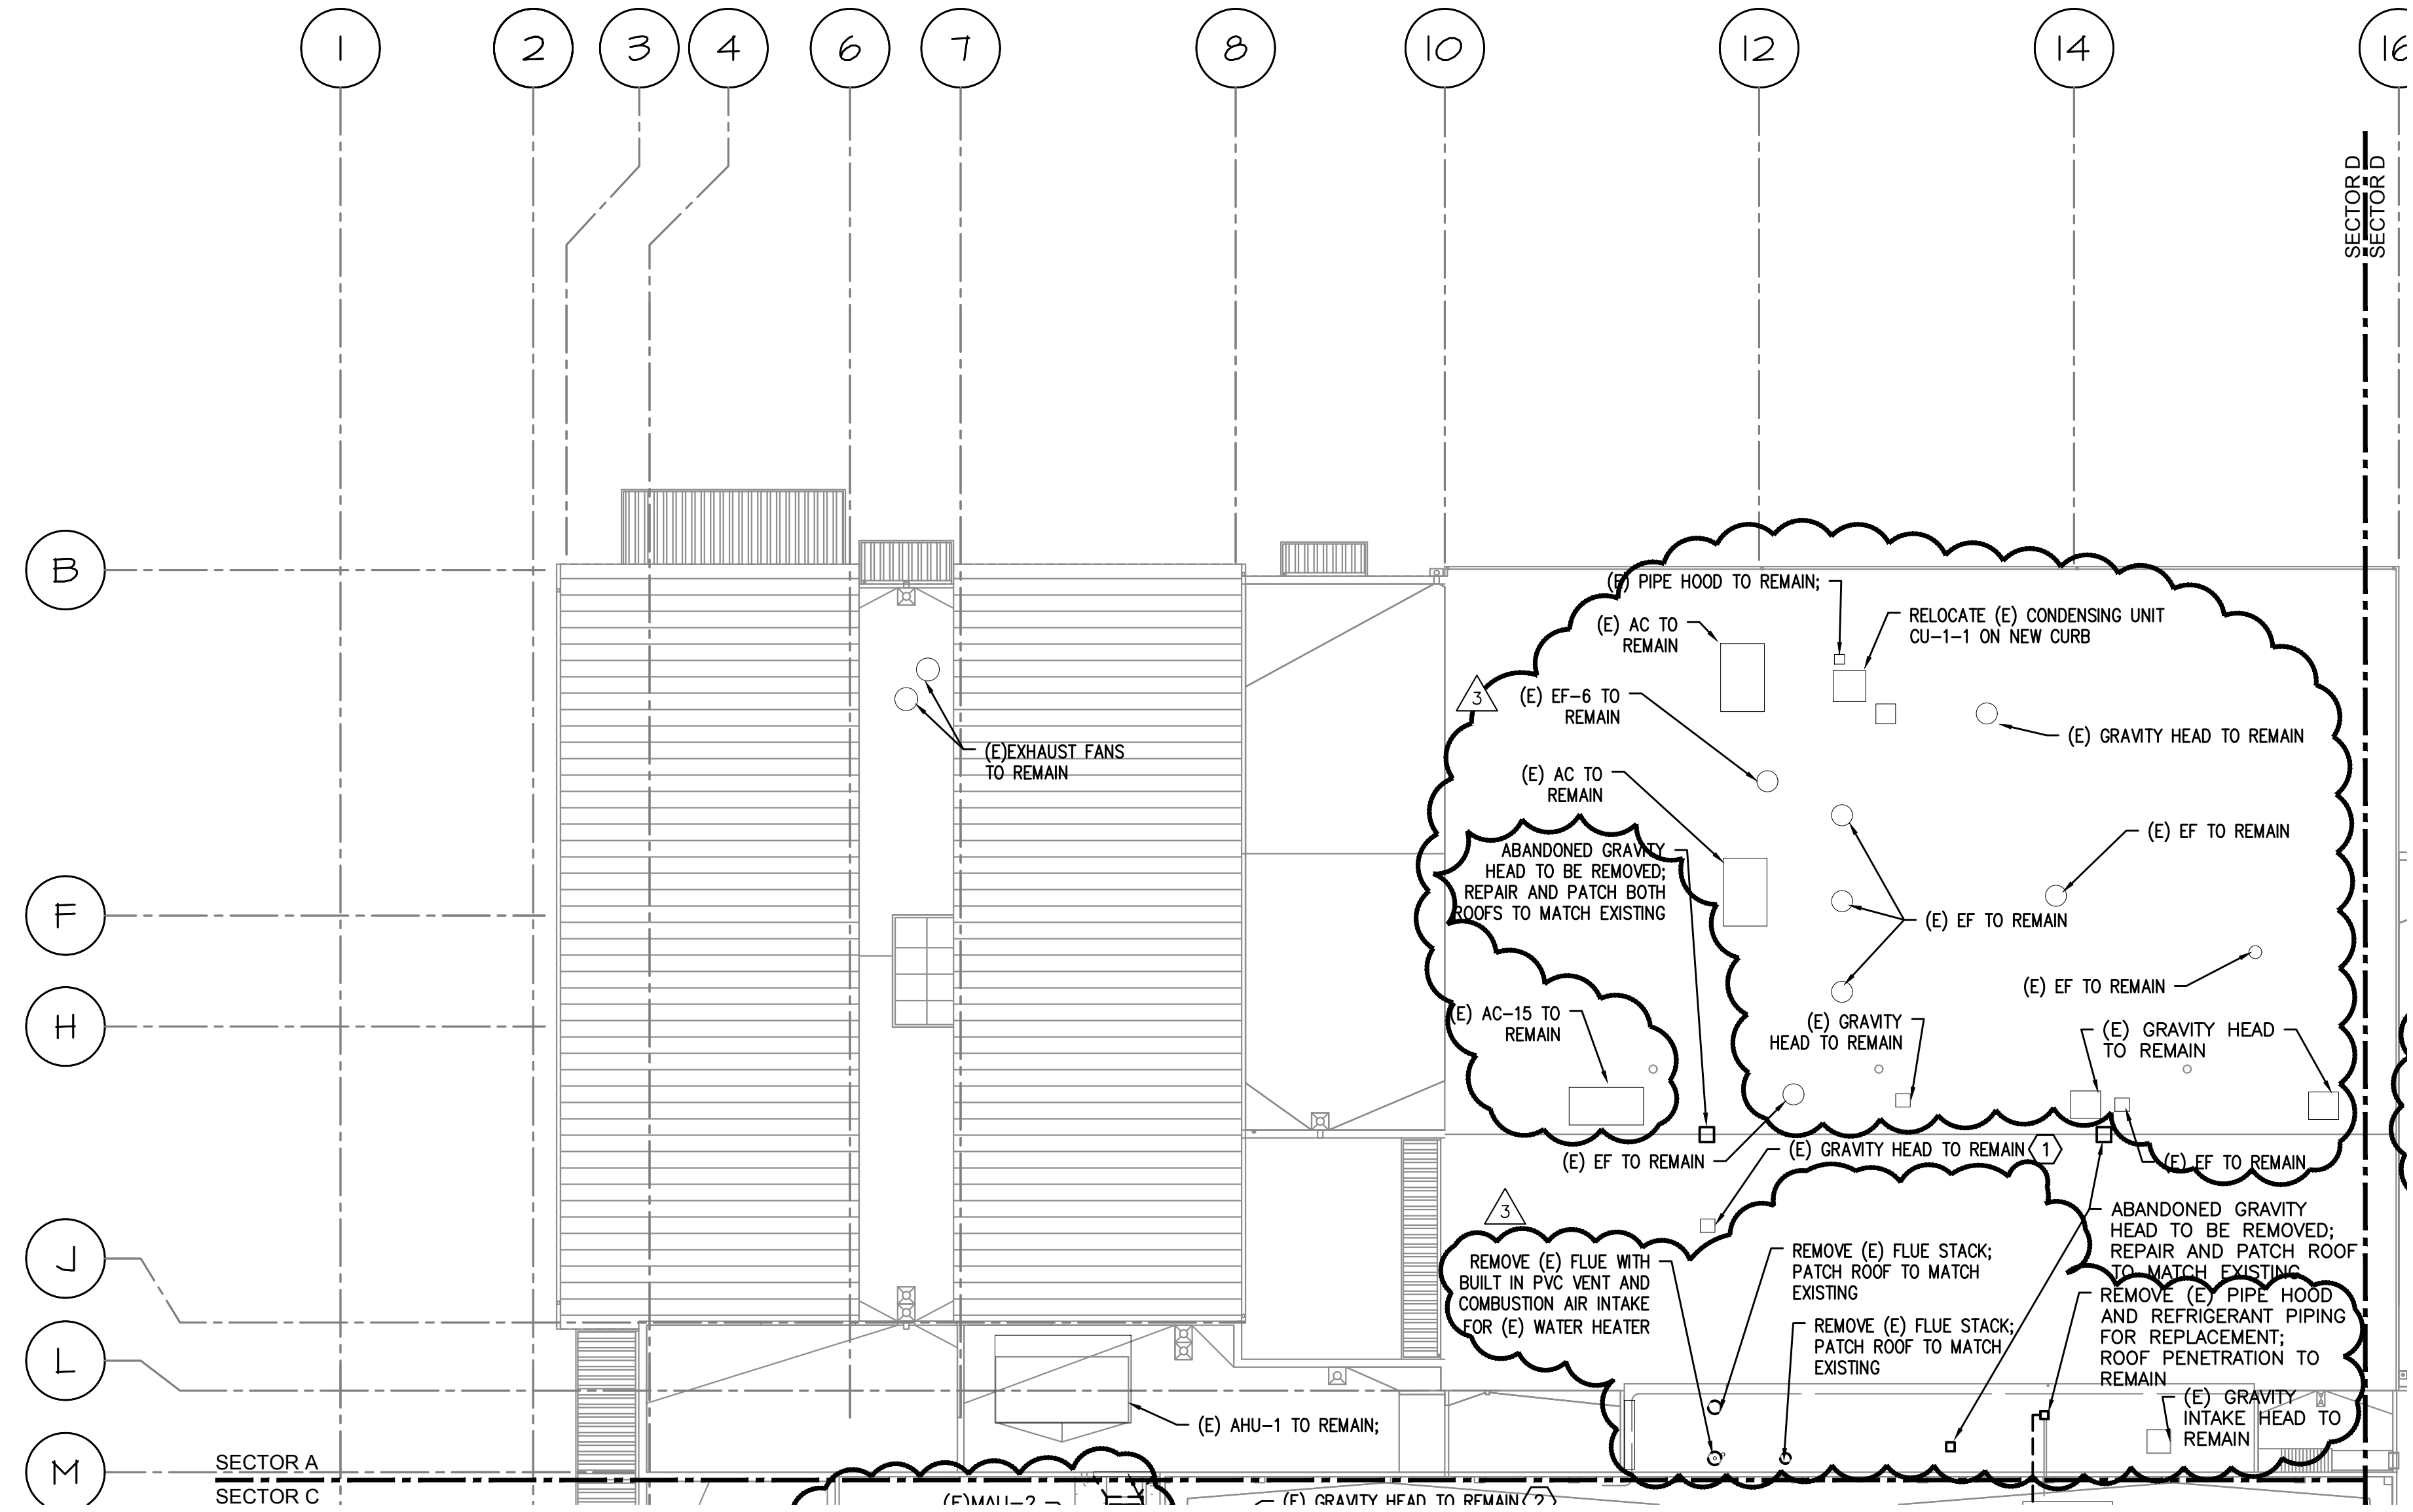 1
2
3
4
6
7
8
10
12
14
16
SECTOR D
SECTOR D
B
F
H
J
L
M
(E) PIPE HOOD TO REMAIN;
RELOCATE (E) CONDENSING UNIT
CU-1-1 ON NEW CURB
(E) AC TO
REMAIN
3
(E) EF-6 TO
REMAIN
(E) GRAVITY HEAD TO REMAIN
(E)EXHAUST FANS
TO REMAIN
(E) AC TO
REMAIN
(E) EF TO REMAIN
ABANDONED GRAVITY
HEAD TO BE REMOVED;
REPAIR AND PATCH BOTH
ROOFS TO MATCH EXISTING
(E) EF TO REMAIN
(E) EF TO REMAIN
(E) AC-15 TO
REMAIN
(E) GRAVITY
HEAD TO REMAIN
(E) GRAVITY HEAD
TO REMAIN
(E) EF TO REMAIN
(E) GRAVITY HEAD TO REMAIN 1
(E) EF TO REMAIN
3
ABANDONED GRAVITY
HEAD TO BE REMOVED;
REPAIR AND PATCH ROOF
TO MATCH EXISTING
REMOVE (E) FLUE WITH
BUILT IN PVC VENT AND
COMBUSTION AIR INTAKE
FOR (E) WATER HEATER
REMOVE (E) FLUE STACK;
PATCH ROOF TO MATCH
EXISTING
REMOVE (E) FLUE STACK;
PATCH ROOF TO MATCH
EXISTING
REMOVE (E) PIPE HOOD
AND REFRIGERANT PIPING
FOR REPLACEMENT;
ROOF PENETRATION TO
REMAIN
(E) GRAVITY
INTAKE HEAD TO
REMAIN
(E) AHU-1 TO REMAIN;
SECTOR A
SECTOR C
(E)MAU-2
(E) GRAVITY HEAD TO REMAIN 2